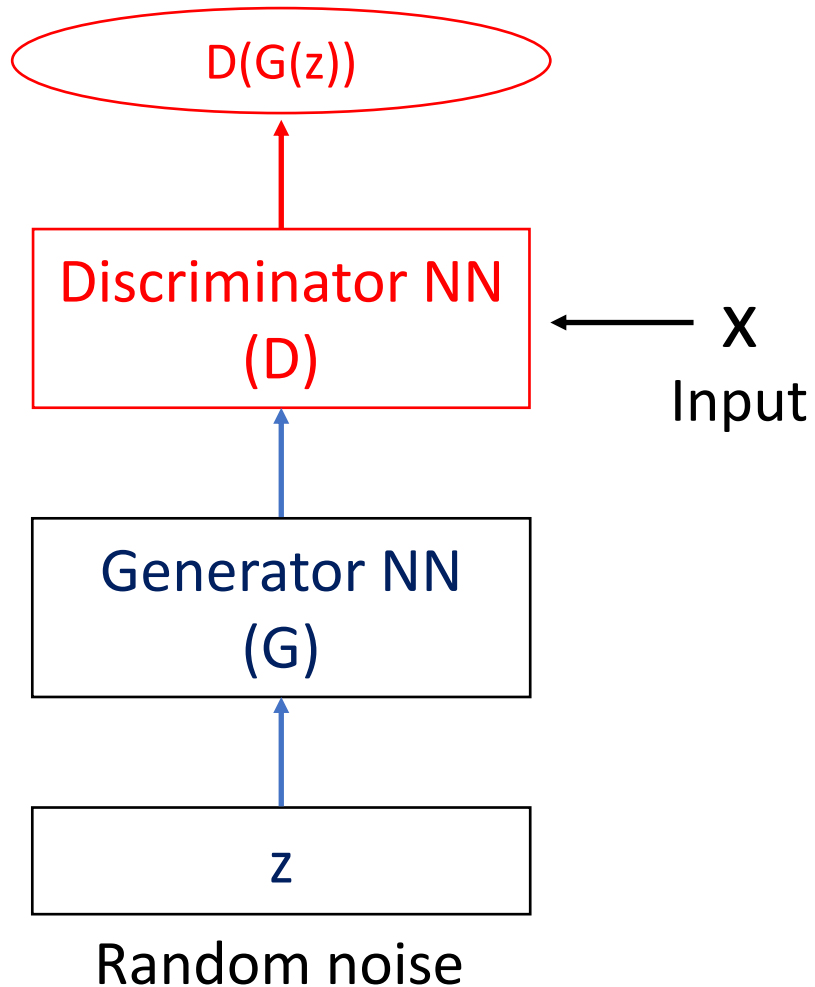 D(G(z))
Discriminator NN
(D)
x
Input
Generator NN
(G)
z
Random noise